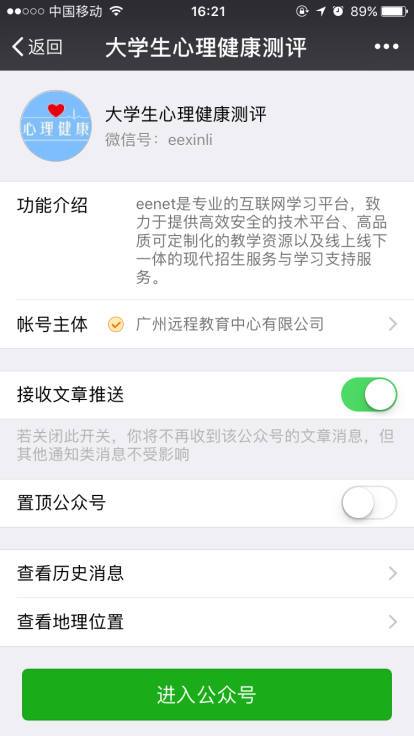 中国移动 16:21 89%
返回 大学生心理健康测评
心理健康
大学生心理健康测评
微信号：eexinli
功能介绍
eenet是专业的互联网学习平台，致
力于提供高效安全的技术平台、高品
质可定制化的教学资源以及线上线下
一体的现代招生服务与学习支持服
务。
帐号主体 广州远程教育中心有限公司
接收文章推送
若关闭此开关，你将不再收到该公众号的文章消息，但
其他通知类消息不受影响
置顶公众号
查看历史消息
查看地理位置
进入公众号